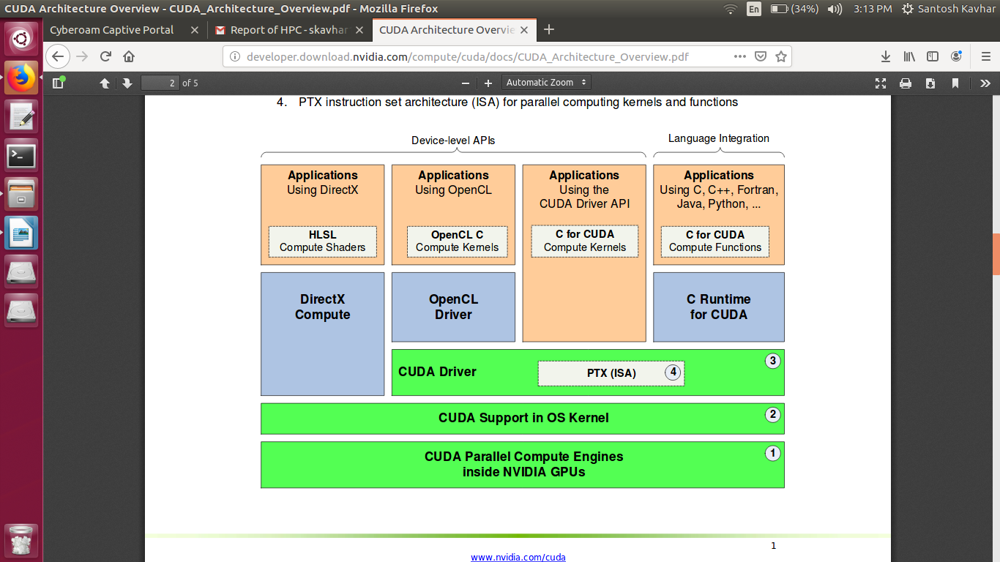 CUDA Architecture Overview - CUDA_Architecture_Overview.pdf - Mozilla Firefox
En
(34%)
3:13 PM
Santosh Kavhar
Cyberoam Captive Portal
Report of HPC - skavhar
CUDA Architecture Overvie
developer.download.nvidia.com/compute/cuda/docs/CUDA_Architecture_Overview.pdf
2 of 5
Automatic Zoom
4. PTX instruction set architecture (ISA) for parallel computing kernels and functions
Device-level APIs
Language Integration
Applications
Using DirectX
HLSL
Compute Shaders
Applications
Using OpenCL
OpenCL C
Compute Kernels
Applications
Using the
CUDA Driver API
C for CUDA
Compute Kernels
Applications
Using C, C++, Fortran,
Java, Python, ...
C for CUDA
Compute Functions
DirectX
Compute
OpenCL
Driver
C Runtime
for CUDA
CUDA Driver
PTX (ISA)
4
3
CUDA Support in OS Kernel
2
CUDA Parallel Compute Engines
inside NVIDIA GPUs
1
1
www.nvidia.com/cuda